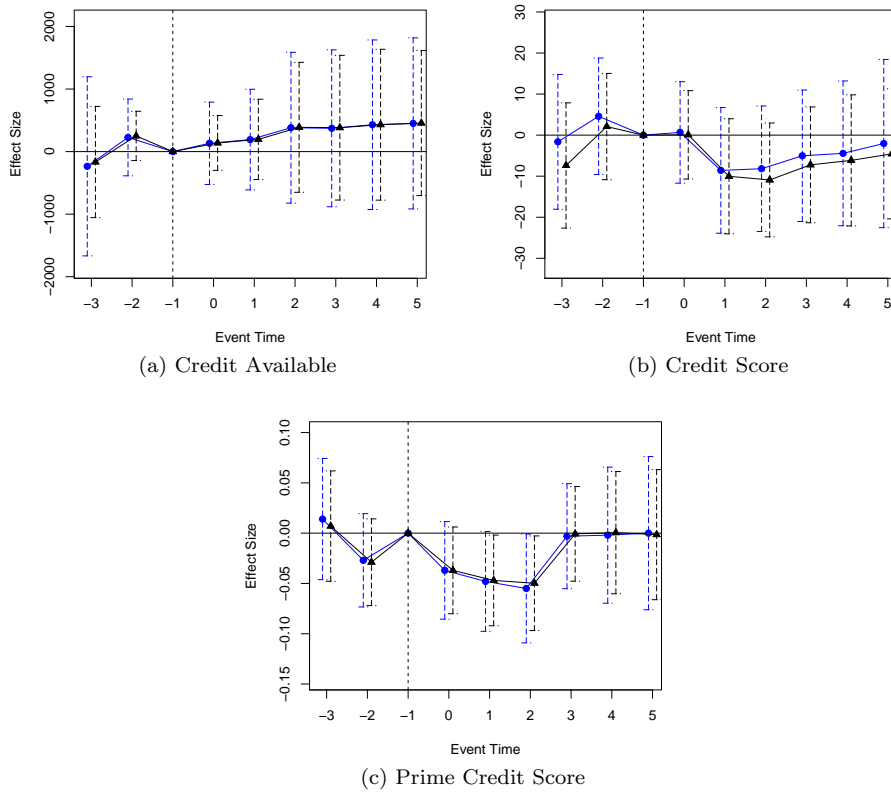 Effect Size
2000
1000
0
−1000
−2000
−3 −2 −1 0 1 2 3 4 5
Event Time
(a) Credit Available
Effect Size
30
20
10
0
−10
−20
−30
−3 −2 −1 0 1 2 3 4 5
Event Time
(b) Credit Score
Effect Size
0.10
0.05
0.00
−0.05
−0.10
−0.15
−3 −2 −1 0 1 2 3 4 5
Event Time
(c) Prime Credit Score